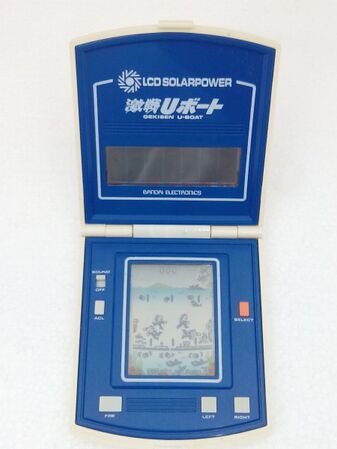 LCD SOLARPOWER
激戦Uボート
GEKISEN U-BOAT
BANDAI ELECTRONICS
SOUND
OFF
ACL
SELECT
FIRE
LEFT
RIGHT